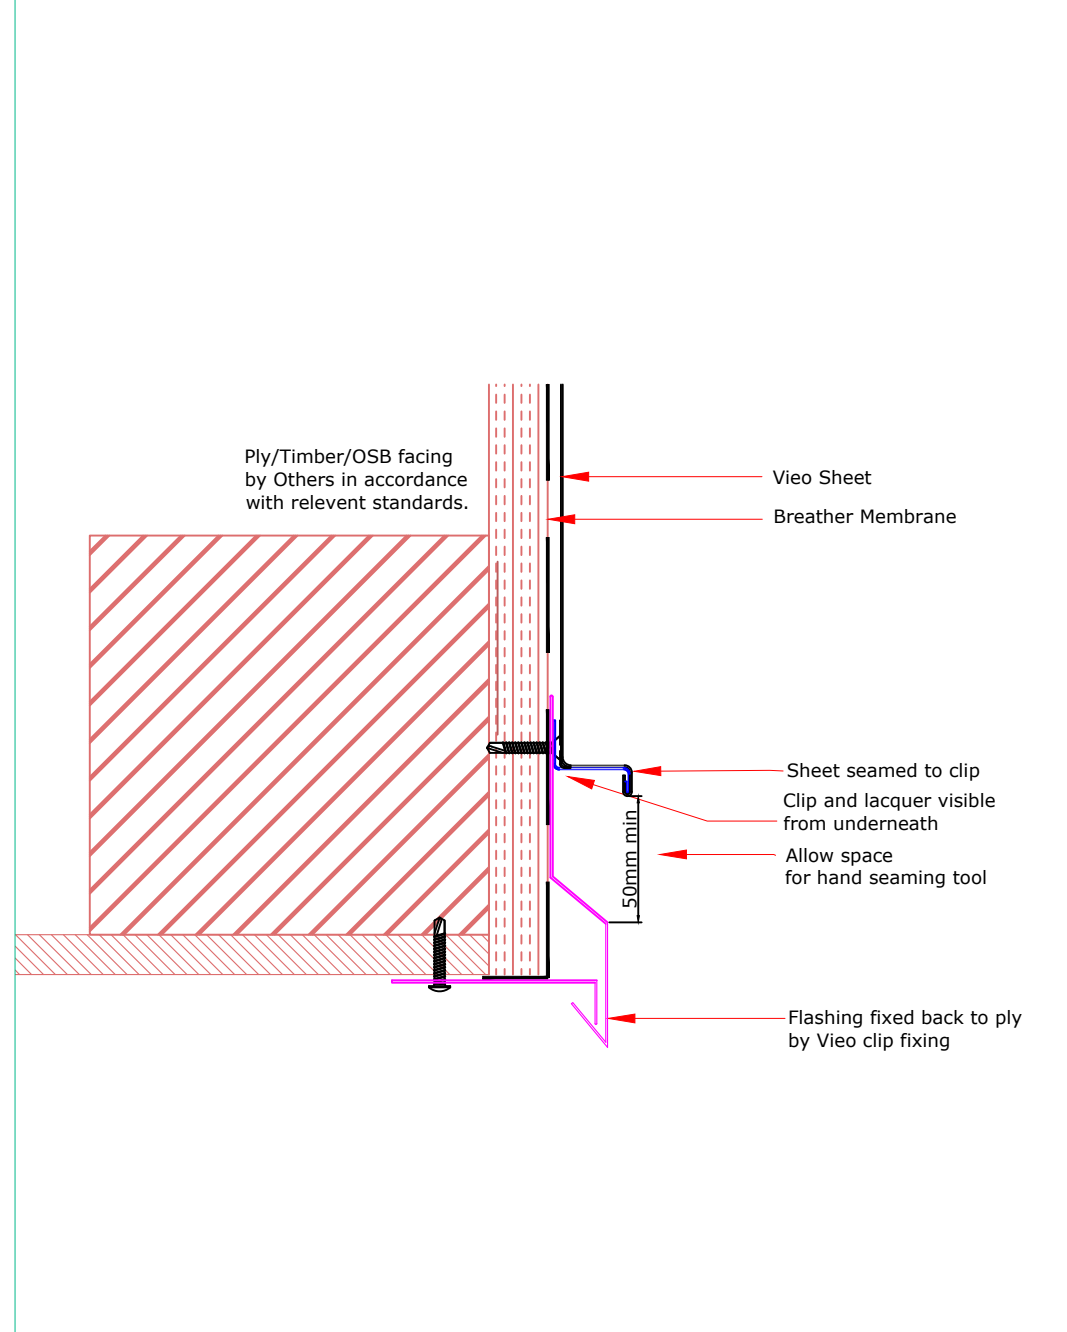 Ply/Timber/OSB facing
by Others in accordance
with relevent standards.
Vieo Sheet
Breather Membrane
Sheet seamed to clip
Clip and lacquer visible
from underneath
50mm min
Allow space
for hand seaming tool
Flashing fixed back to ply
by Vieo clip fixing